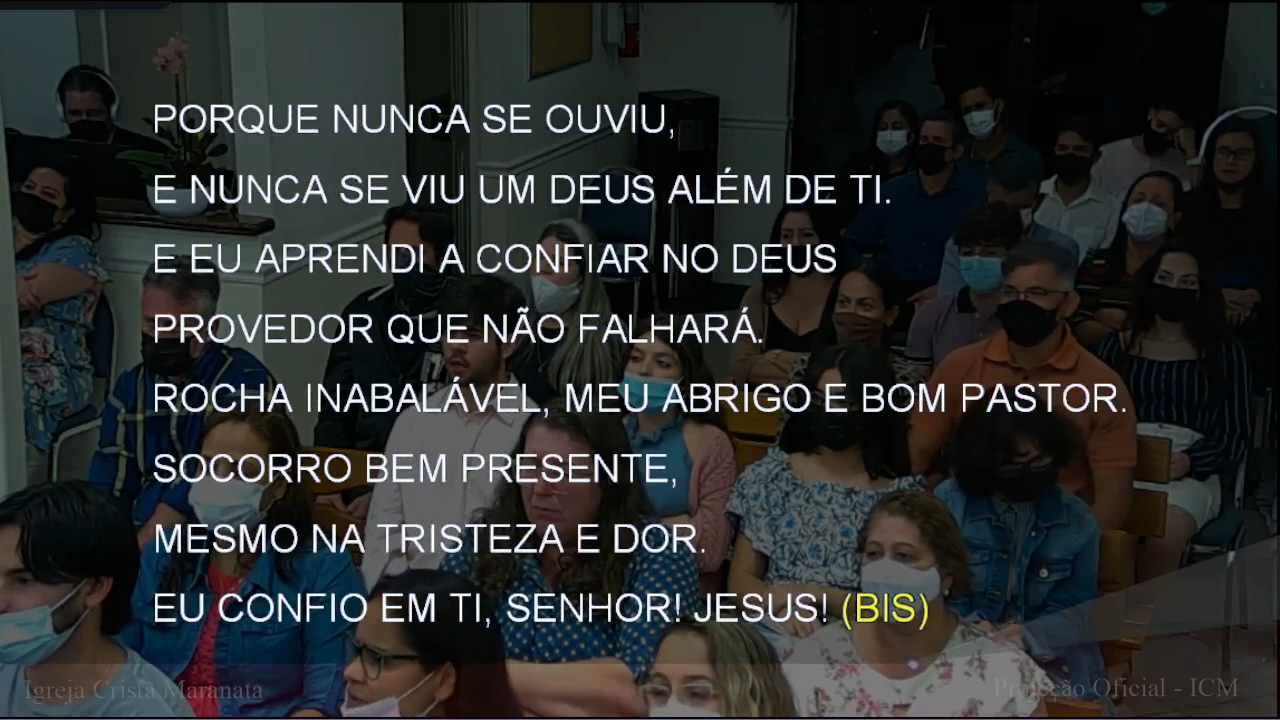 PORQUE NUNCA SE OUVIU,
E NUNCA SE VIU UM DEUS ALÉM DE TI.
E EU APRENDI A CONFIAR NO DEUS
PROVEDOR QUE NÃO FALHARÁ.
ROCHA INABALÁVEL, MEU ABRIGO E BOM PASTOR.
SOCORRO BEM PRESENTE,
MESMO NA TRISTEZA E DOR.
EU CONFIO EM TI, SENHOR! JESUS! (BIS)
Igreja Cristã Maranata
Projeção Oficial - ICM